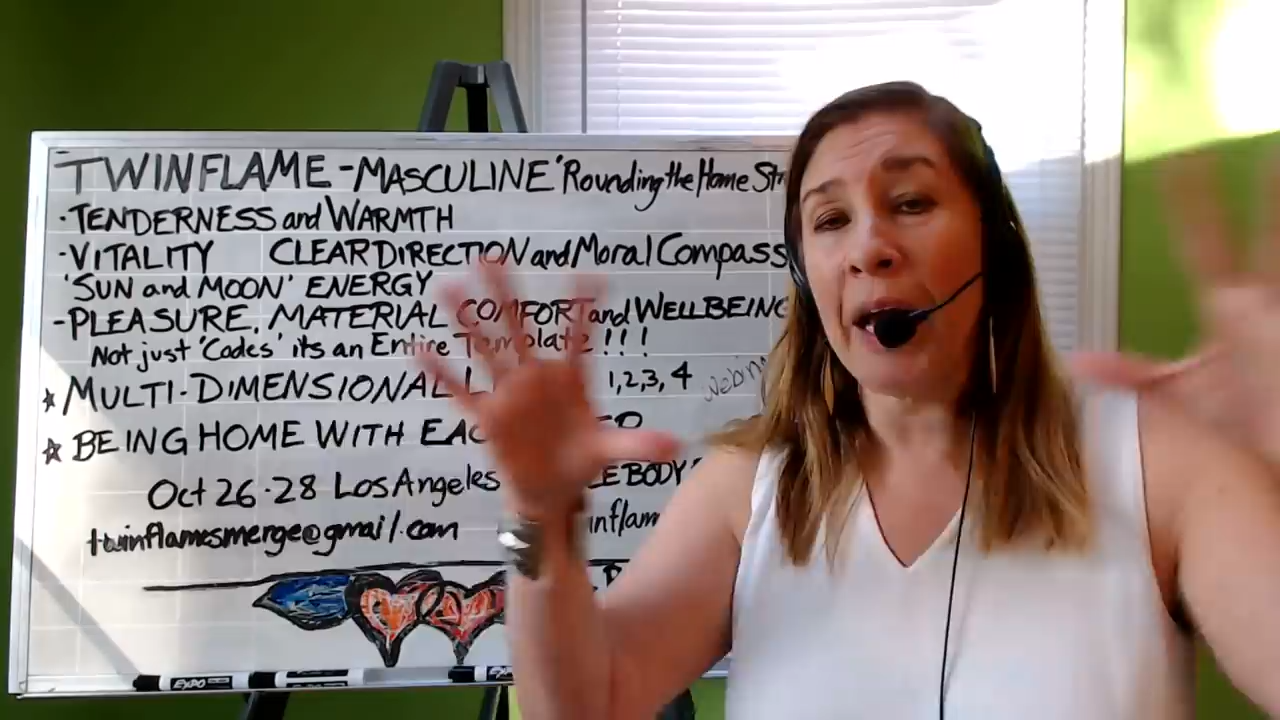 TWINFLAME - MASCULINE 'Rounding the Home
• TENDERNESS and WARMTH
• VITALITY CLEAR DIRECTION and Moral Compass
'SUN and MOON' ENERGY
- PLEASURE, MATERIAL COMFORT and WELLBEING
Not just 'Codes' its an Entire Template!!!
☆ MULTI-DIMENSIONAL 1,2,3,4
☆ BEING HOME WITH
Oct 26-28 Los Angeles BODY
twinflamesmerge@gmail.com
EXPO